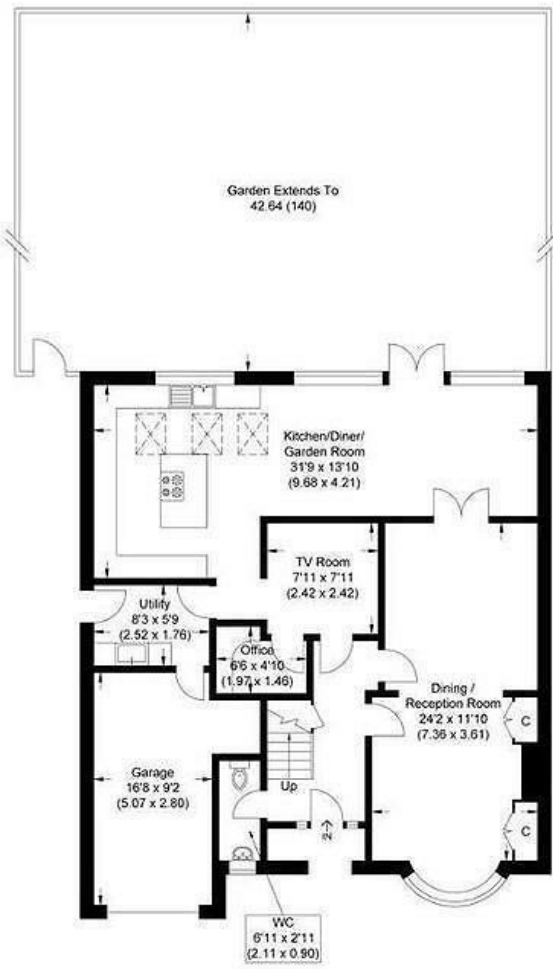 Garden Extends To
42.64 (140)
Kitchen/Diner/
Garden Room
31'9 x 13'10
(9.68 x 4.21)
TV Room
7'11 x 7'11
(2.42 x 2.42)
Utility
8'3 x 5'9
(2.52 x 1.76)
Office
6'6 x 4'10
(1.97 x 1.46)
Dining /
Reception Room
24'2 x 11'10
(7.36 x 3.61)
C
Garage
16'8 x 9'2
(5.07 x 2.80)
Up
C
WC
6'11 x 2'11
(2.11 x 0.90)